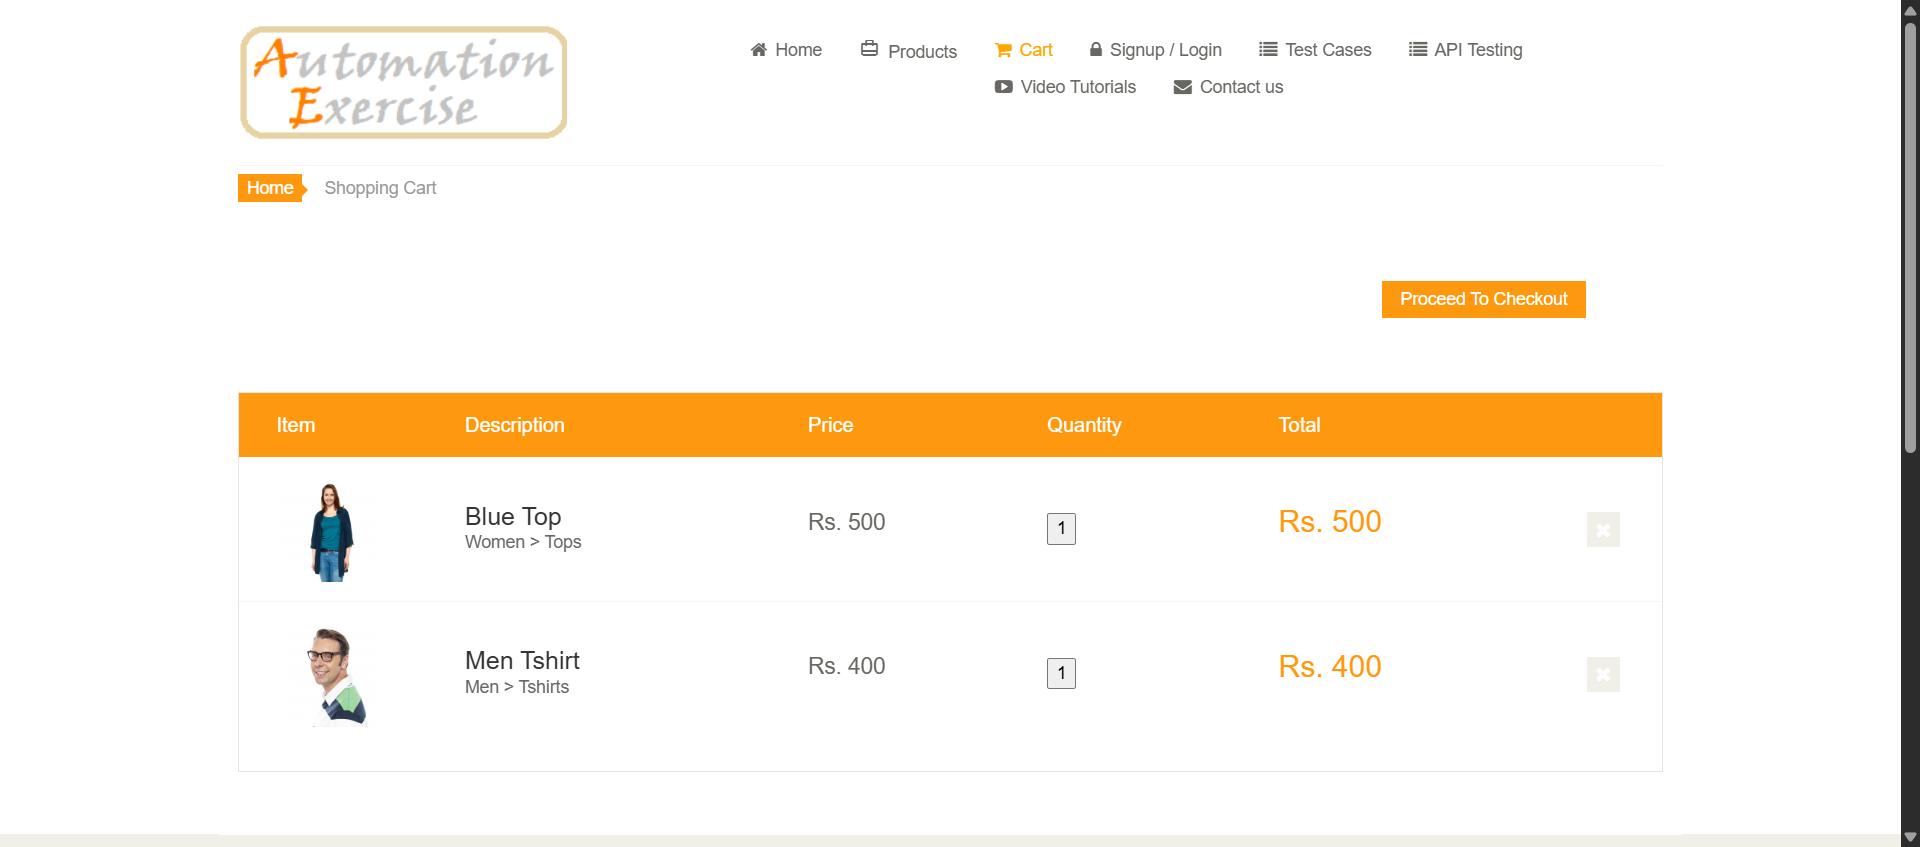 Automation
Exercise
Home Products Cart Signup / Login Test Cases API Testing
Video Tutorials Contact us
Home Shopping Cart
Proceed To Checkout
Item Description Price Quantity Total
Blue Top
Women > Tops
Rs. 500 1 Rs. 500
Men Tshirt
Men > Tshirts
Rs. 400 1 Rs. 400